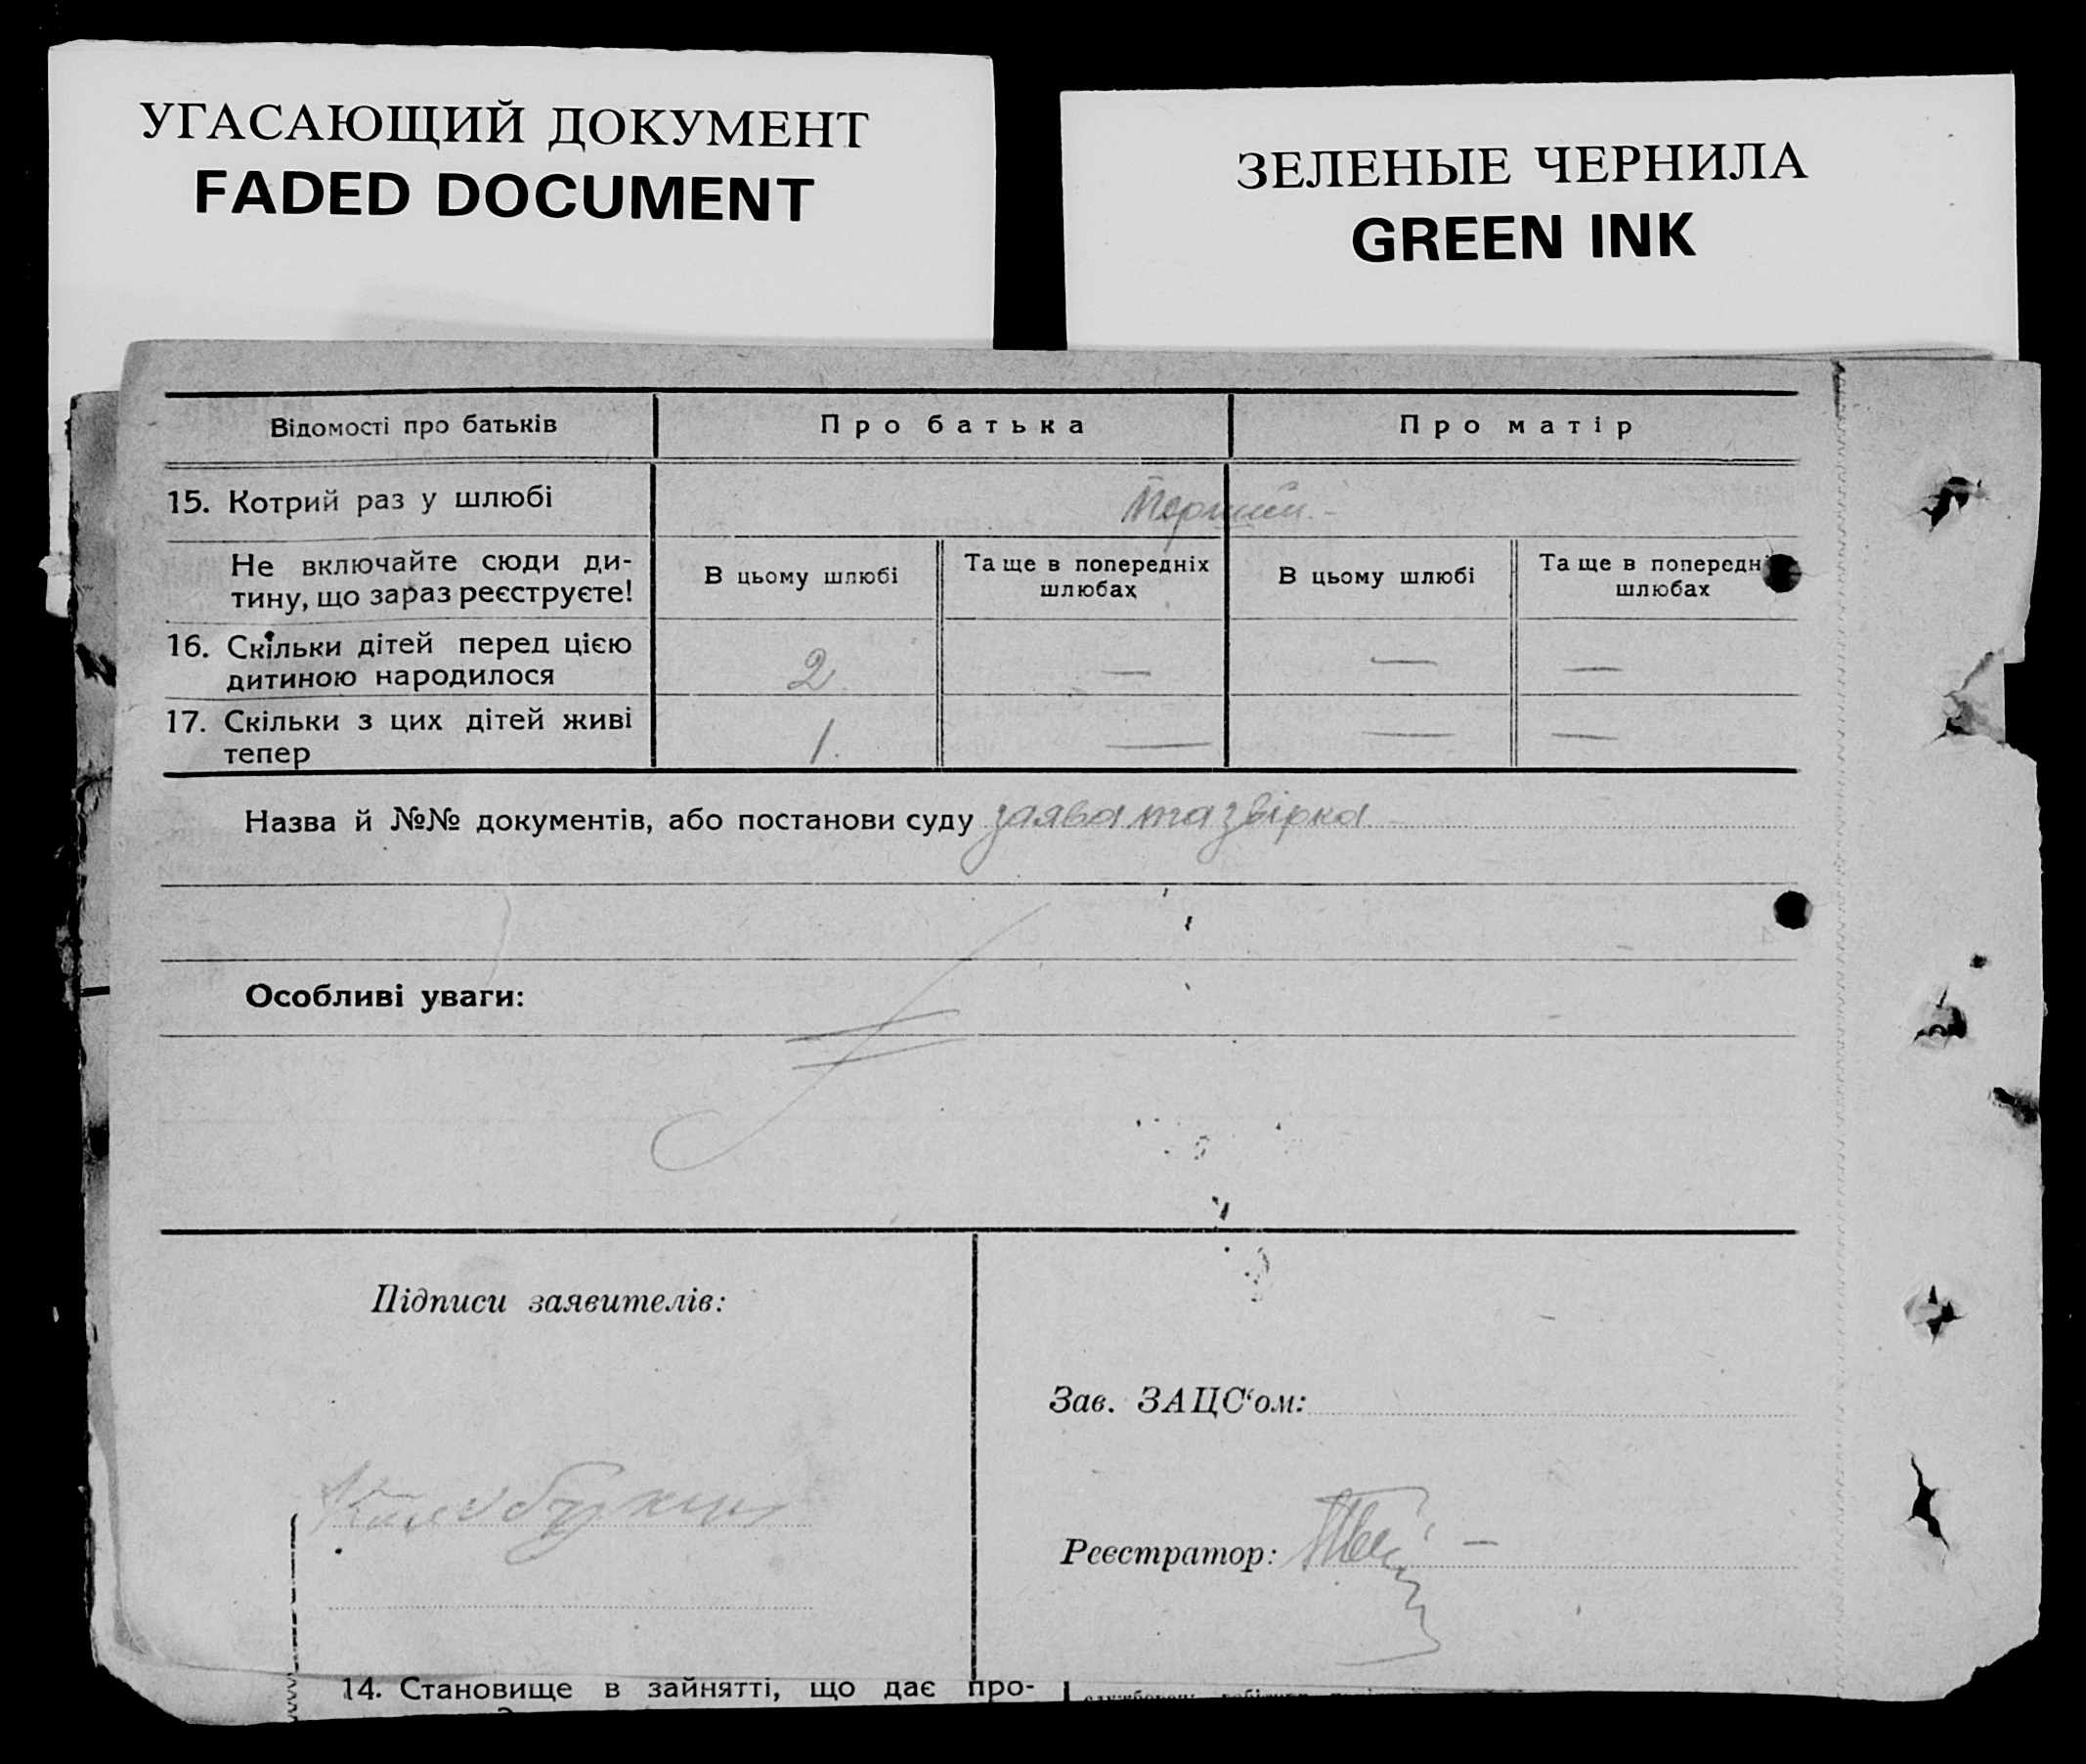 УГАСАЮЩИЙ ДОКУМЕНТ
FADED DOCUMENT
ЗЕЛЕНЫЕ ЧЕРНИЛА
GREEN INK
Відомості про батьків
Про батька
Про матір
15. Котрий раз у шлюбі
Перший.-
Не включайте сюди ди-
тину, що зараз реєструєте!
В цьому шлюбі
Та ще в попередніх
шлюбах
В цьому шлюбі
Та ще в попередн
шлюбах
16. Скільки дітей перед цією
дитиною народилося
2 — — —
17. Скільки з цих дітей живі
тепер
1. — — —
Назва й №№ документів, або постанови суду заява та звірка
Особливі уваги:
Підписи заявителів:
Зав. ЗАЦС‘ом:
Реєстратор:
14. Становище в зайнятті, що дає про-